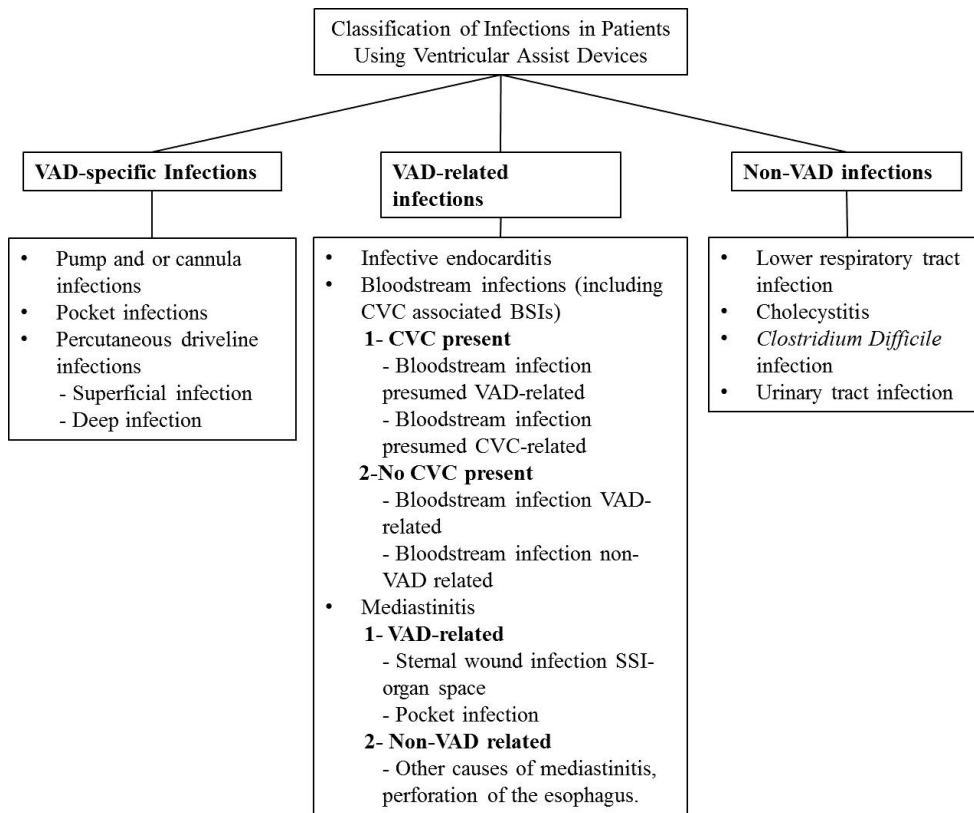 Classification of Infections in Patients
Using Ventricular Assist Devices
VAD-specific Infections
• Pump and or cannula
infections
• Pocket infections
• Percutaneous driveline
infections
- Superficial infection
- Deep infection
VAD-related
infections
• Infective endocarditis
• Bloodstream infections (including
CVC associated BSIs)
1- CVC present
- Bloodstream infection
presumed VAD-related
- Bloodstream infection
presumed CVC-related
2-No CVC present
- Bloodstream infection VAD-
related
- Bloodstream infection non-
VAD related
• Mediastinitis
1- VAD-related
- Sternal wound infection SSI-
organ space
- Pocket infection
2- Non-VAD related
- Other causes of mediastinitis,
perforation of the esophagus.
Non-VAD infections
• Lower respiratory tract
infection
• Cholecystitis
• Clostridium Difficile
infection
• Urinary tract infection